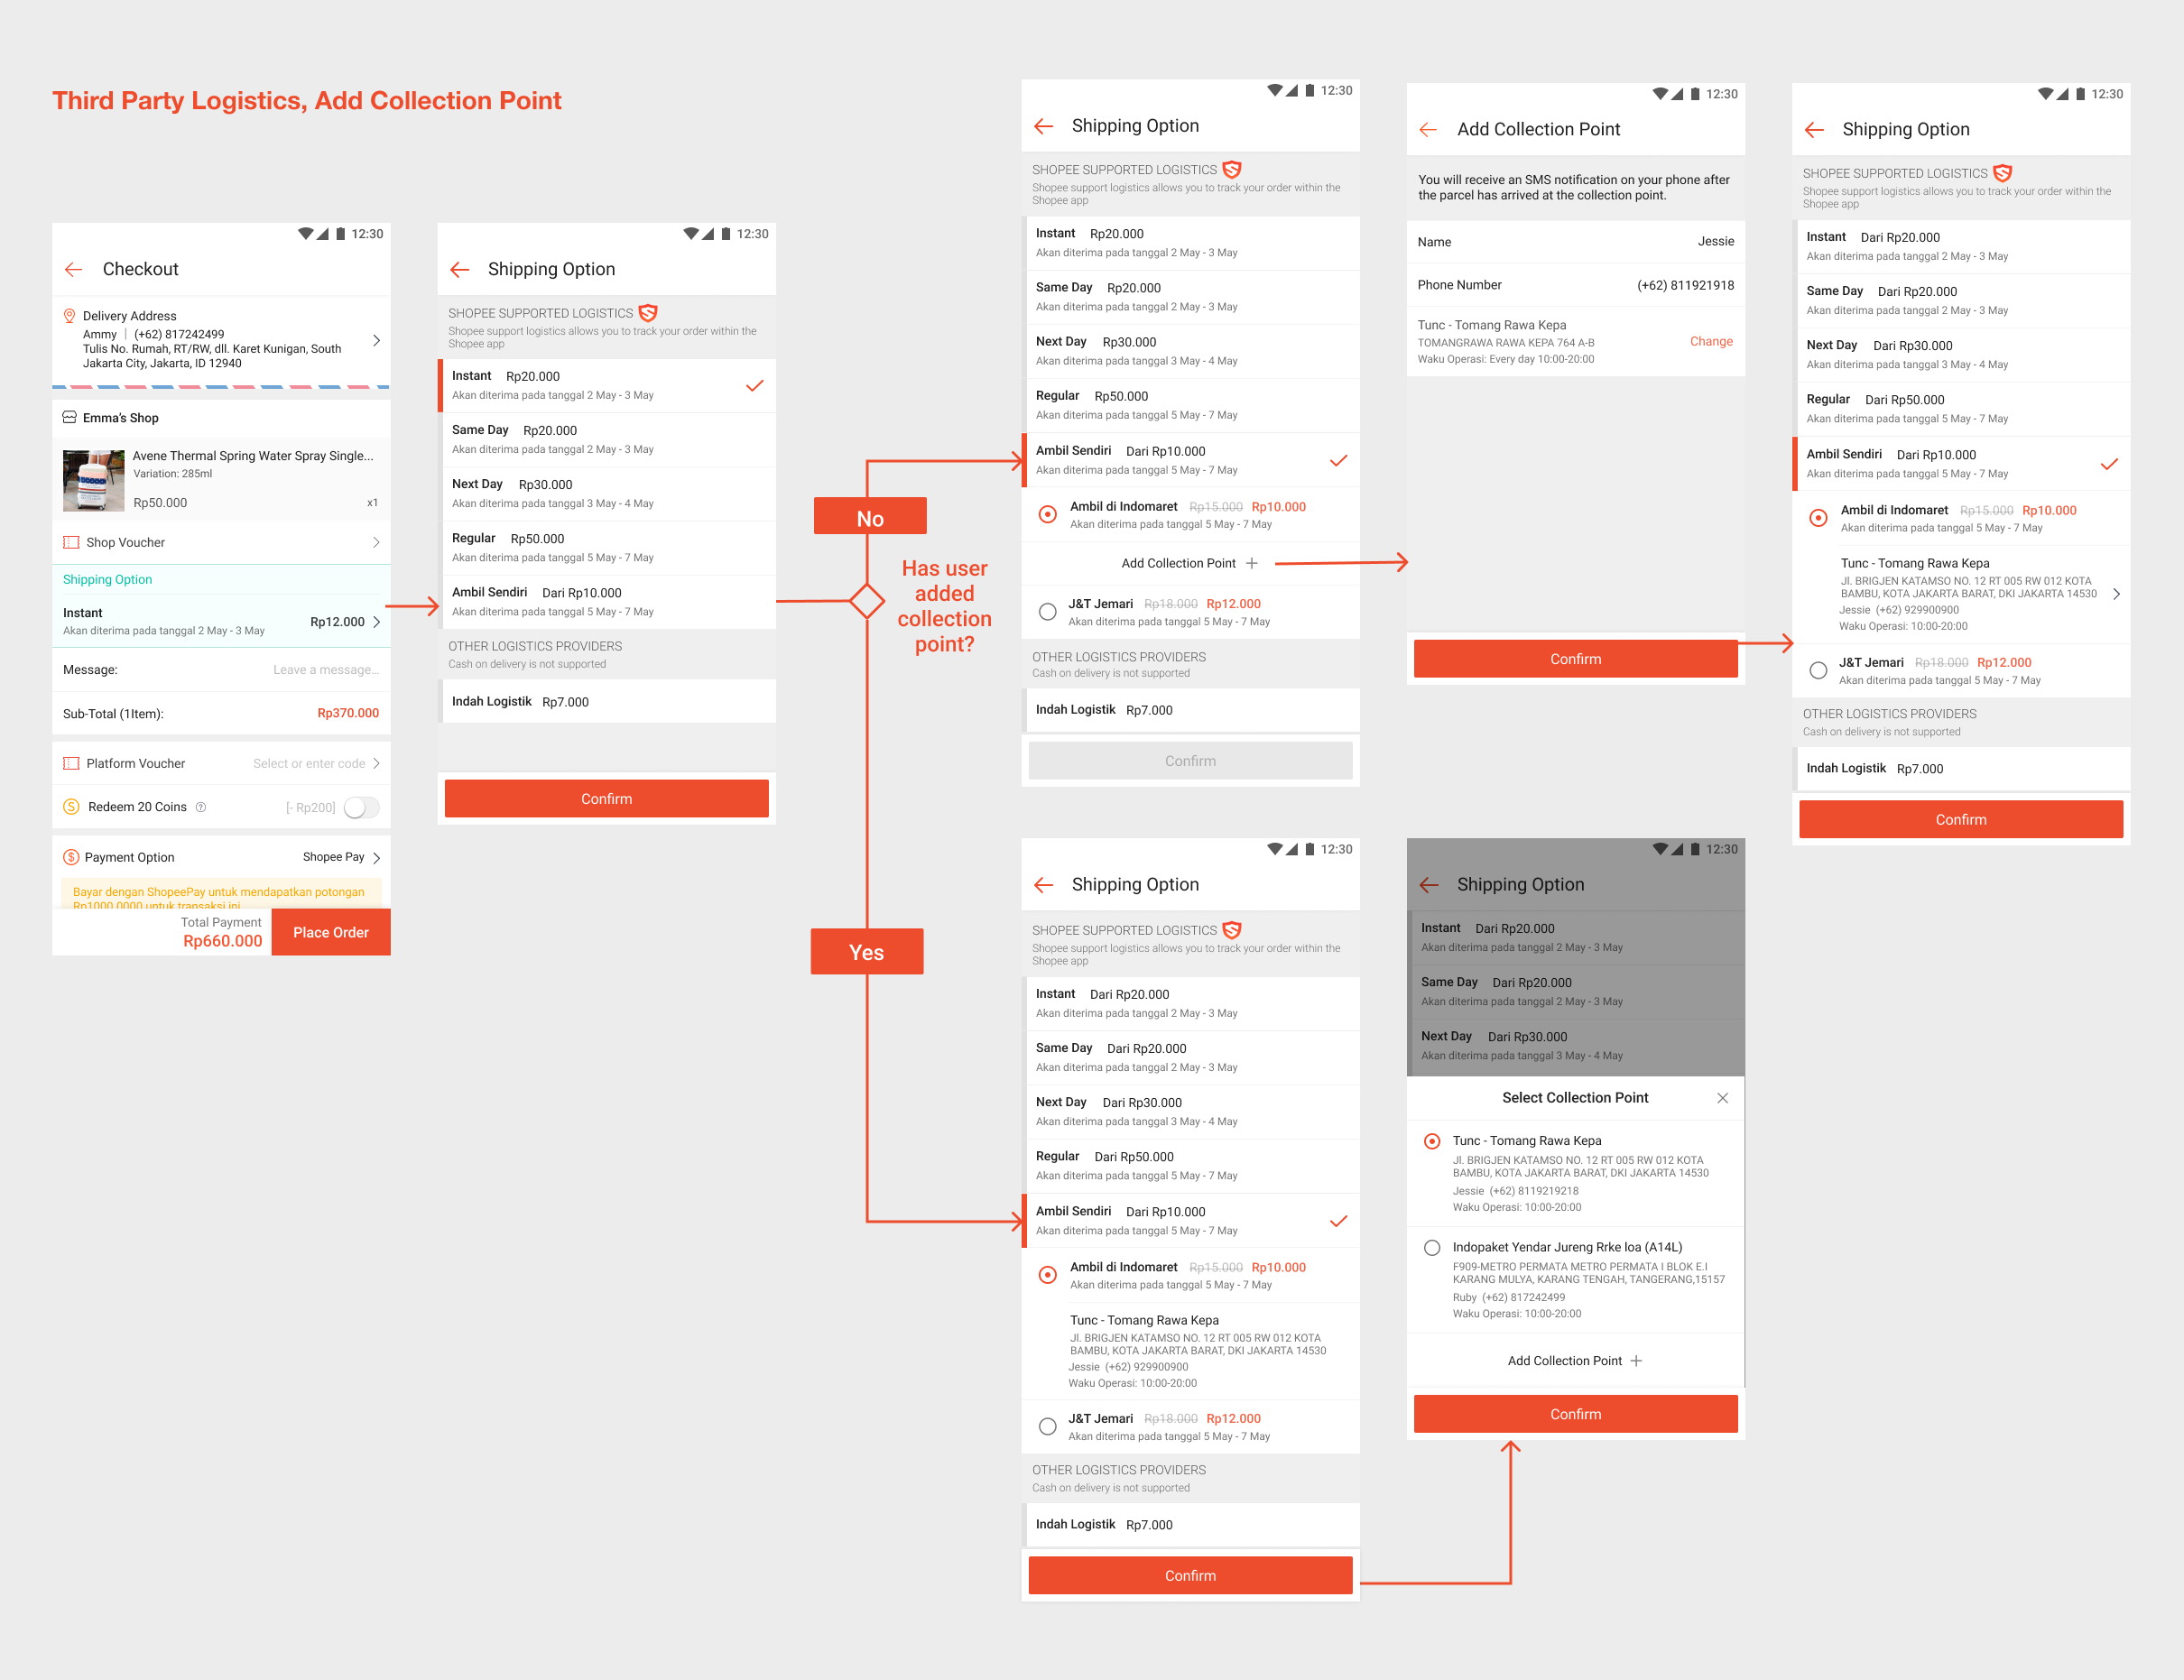 Third Party Logistics, Add Collection Point
12:30
Checkout
Delivery Address
Ammy | (+62) 817242499
Tulis No. Rumah, RT/RW, dll. Karet Kunigan, South
Jakarta City, Jakarta, ID 12940
Emma's Shop
Avene Thermal Spring Water Spray Single...
Variation: 285ml
Rp50.000 x1
Shop Voucher
Shipping Option
Instant
Akan diterima pada tanggal 2 May - 3 May
Rp12.000
Message: Leave a message...
Sub-Total (1Item): Rp370.000
Platform Voucher Select or enter code
Redeem 20 Coins [- Rp200]
Payment Option Shopee Pay
Bayar dengan ShopeePay untuk mendapatkan potongan
Rp1000.0000 untuk transaksi ini
Total Payment
Rp660.000
Place Order
12:30
Shipping Option
SHOPEE SUPPORTED LOGISTICS
Shopee support logistics allows you to track your order within the
Shopee app
Instant Rp20.000
Akan diterima pada tanggal 2 May - 3 May
Same Day Rp20.000
Akan diterima pada tanggal 2 May - 3 May
Next Day Rp30.000
Akan diterima pada tanggal 3 May - 4 May
Regular Rp50.000
Akan diterima pada tanggal 5 May - 7 May
Ambil Sendiri Dari Rp10.000
Akan diterima pada tanggal 5 May - 7 May
OTHER LOGISTICS PROVIDERS
Cash on delivery is not supported
Indah Logistik Rp7.000
Confirm
No
Has user
added
collection
point?
Yes
12:30
Shipping Option
SHOPEE SUPPORTED LOGISTICS
Shopee support logistics allows you to track your order within the
Shopee app
Instant Rp20.000
Akan diterima pada tanggal 2 May - 3 May
Same Day Rp20.000
Akan diterima pada tanggal 2 May - 3 May
Next Day Rp30.000
Akan diterima pada tanggal 3 May - 4 May
Regular Rp50.000
Akan diterima pada tanggal 5 May - 7 May
Ambil Sendiri Dari Rp10.000
Akan diterima pada tanggal 5 May - 7 May
Ambil di Indomaret Rp15.000 Rp10.000
Akan diterima pada tanggal 5 May - 7 May
Add Collection Point
J&T Jemari Rp18.000 Rp12.000
Akan diterima pada tanggal 5 May - 7 May
OTHER LOGISTICS PROVIDERS
Cash on delivery is not supported
Indah Logistik Rp7.000
Confirm
12:30
Add Collection Point
You will receive an SMS notification on your phone after
the parcel has arrived at the collection point.
Name Jessie
Phone Number (+62) 811921918
Tunc - Tomang Rawa Kepa
TOMANGRAWA RAWA KEPA 764 A-B
Waku Operasi: Every day 10:00-20:00
Change
Confirm
12:30
Shipping Option
SHOPEE SUPPORTED LOGISTICS
Shopee support logistics allows you to track your order within the
Shopee app
Instant Dari Rp20.000
Akan diterima pada tanggal 2 May - 3 May
Same Day Dari Rp20.000
Akan diterima pada tanggal 2 May - 3 May
Next Day Dari Rp30.000
Akan diterima pada tanggal 3 May - 4 May
Regular Dari Rp50.000
Akan diterima pada tanggal 5 May - 7 May
Ambil Sendiri Dari Rp10.000
Akan diterima pada tanggal 5 May - 7 May
Ambil di Indomaret Rp15.000 Rp10.000
Akan diterima pada tanggal 5 May - 7 May
Tunc - Tomang Rawa Kepa
Jl. BRIGJEN KATAMSO NO. 12 RT 005 RW 012 KOTA
BAMBU, KOTA JAKARTA BARAT, DKI JAKARTA 14530
Jessie (+62) 929900900
Waku Operasi: 10:00-20:00
J&T Jemari Rp18.000 Rp12.000
Akan diterima pada tanggal 5 May - 7 May
OTHER LOGISTICS PROVIDERS
Cash on delivery is not supported
Indah Logistik Rp7.000
Confirm
12:30
Shipping Option
SHOPEE SUPPORTED LOGISTICS
Shopee support logistics allows you to track your order within the
Shopee app
Instant Dari Rp20.000
Akan diterima pada tanggal 2 May - 3 May
Same Day Dari Rp20.000
Akan diterima pada tanggal 2 May - 3 May
Next Day Dari Rp30.000
Akan diterima pada tanggal 3 May - 4 May
Regular Dari Rp50.000
Akan diterima pada tanggal 5 May - 7 May
Ambil Sendiri Dari Rp10.000
Akan diterima pada tanggal 5 May - 7 May
Ambil di Indomaret Rp15.000 Rp10.000
Akan diterima pada tanggal 5 May - 7 May
Tunc - Tomang Rawa Kepa
Jl. BRIGJEN KATAMSO NO. 12 RT 005 RW 012 KOTA
BAMBU, KOTA JAKARTA BARAT, DKI JAKARTA 14530
Jessie (+62) 929900900
Waku Operasi: 10:00-20:00
J&T Jemari Rp18.000 Rp12.000
Akan diterima pada tanggal 5 May - 7 May
OTHER LOGISTICS PROVIDERS
Cash on delivery is not supported
Indah Logistik Rp7.000
Confirm
12:30
Shipping Option
Instant Dari Rp20.000
Akan diterima pada tanggal 2 May - 3 May
Same Day Dari Rp20.000
Akan diterima pada tanggal 2 May - 3 May
Next Day Dari Rp30.000
Akan diterima pada tanggal 3 May - 4 May
Select Collection Point
Tunc - Tomang Rawa Kepa
Jl. BRIGJEN KATAMSO NO. 12 RT 005 RW 012 KOTA
BAMBU, KOTA JAKARTA BARAT, DKI JAKARTA 14530
Jessie (+62) 8119219218
Waku Operasi: 10:00-20:00
Indopaket Yendar Jureng Rrke loa (A14L)
F909-METRO PERMATA METRO PERMATA I BLOK E.I
KARANG MULYA, KARANG TENGAH, TANGERANG,15157
Ruby (+62) 817242499
Waku Operasi: 10:00-20:00
Add Collection Point
Confirm